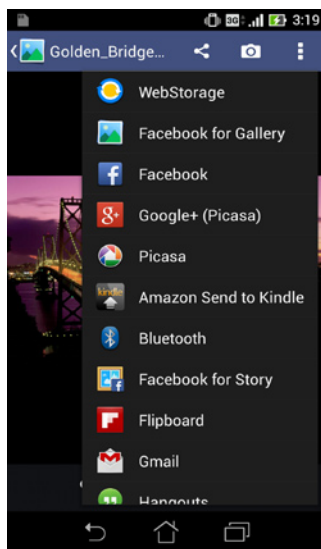 3G
3:19
Golden_Bridge...
WebStorage
Facebook for Gallery
Facebook
Google+ (Picasa)
Picasa
kindle
Amazon Send to Kindle
Bluetooth
Facebook for Story
Flipboard
Gmail
Hangouts